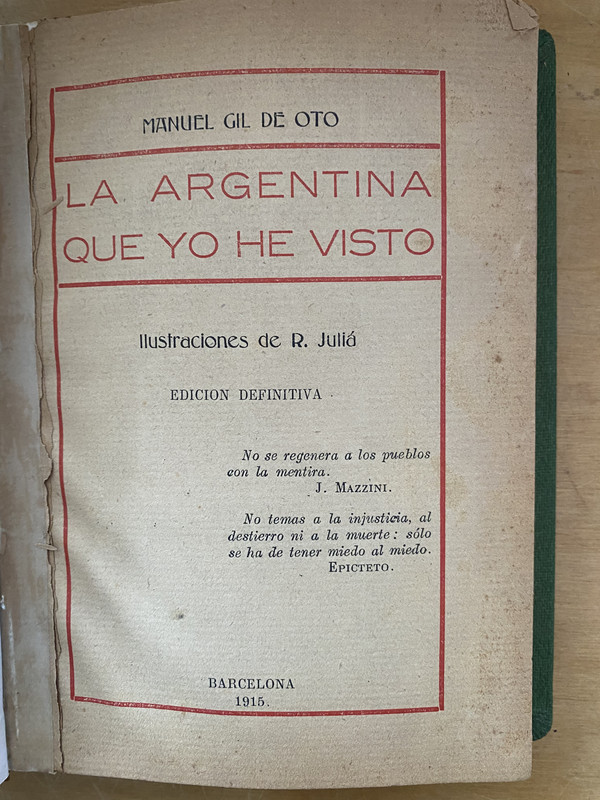 MANUEL GIL DE OTO
LA ARGENTINA
QUE YO HE VISTO
Ilustraciones de R. Juliá
EDICION DEFINITIVA
No se regenera a los pueblos
con la mentira.
J. MAZZINI.
No temas a la injusticia, al
destierro ni a la muerte: sólo
se ha de tener miedo al miedo.
EPICTETO.
BARCELONA
1915.